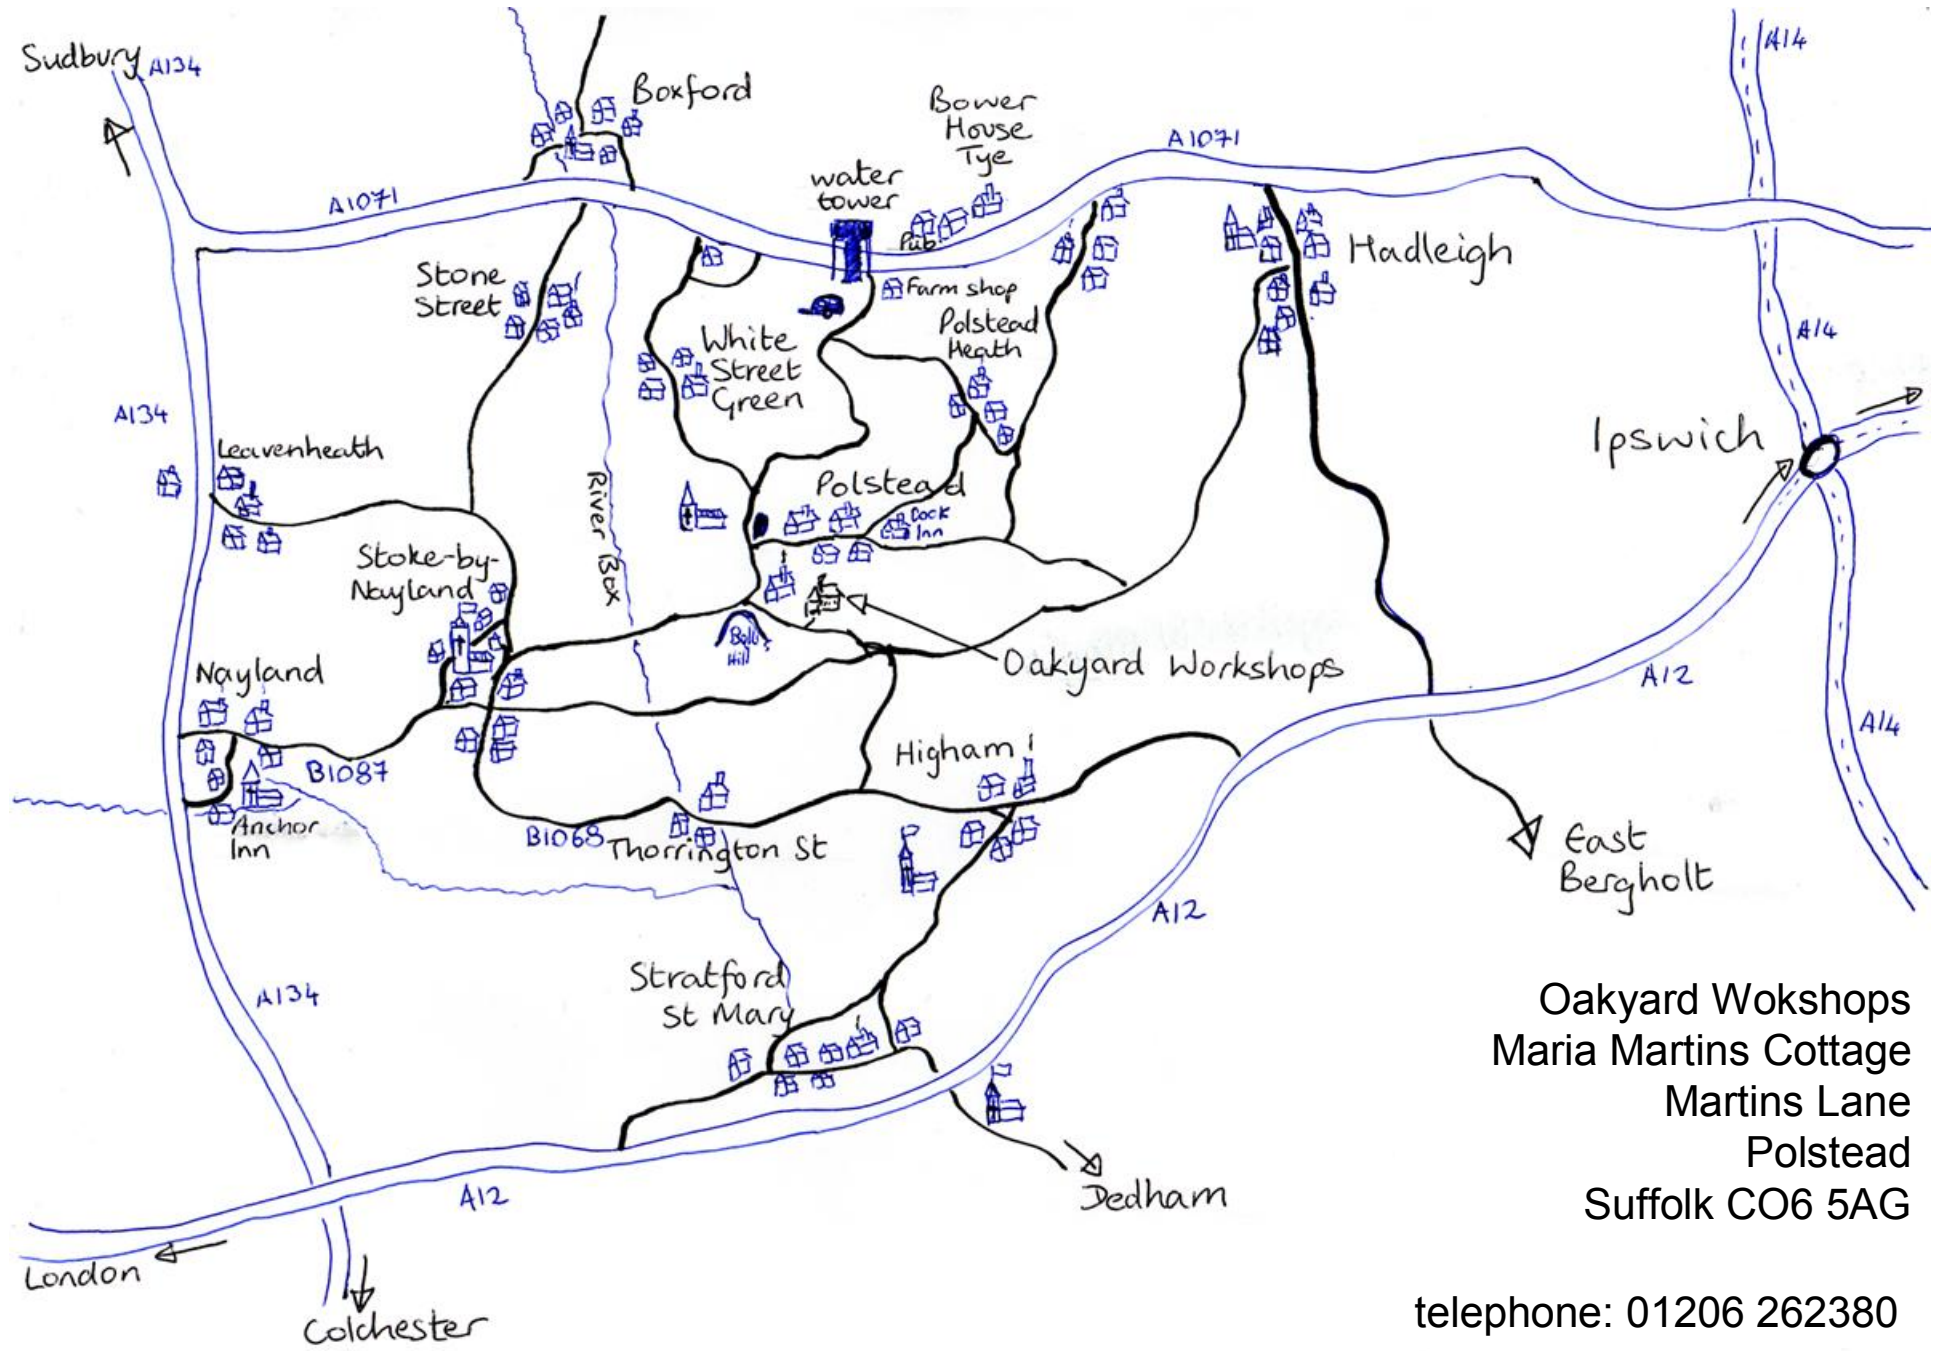 Sudbury
A134
Boxford
Bower
House
Tye
A1071
A14
water
tower
A1071
Pub
Hadleigh
Stone
Street
Farm shop
Polstead
Heath
White
Street
Green
A14
A134
Leavenheath
Ipswich
River Box
Polstead
Cock
Inn
Stoke-by-
Nayland
Bells
Hill
Oakyard Workshops
Nayland
A12
A14
Higham
B1087
Anchor
Inn
B1068
Thorrington St
East
Bergholt
A12
A134
Stratford
St Mary
Oakyard Wokshops
Maria Martins Cottage
Martins Lane
Polstead
Suffolk CO6 5AG
A12
Dedham
London
Colchester
telephone: 01206 262380